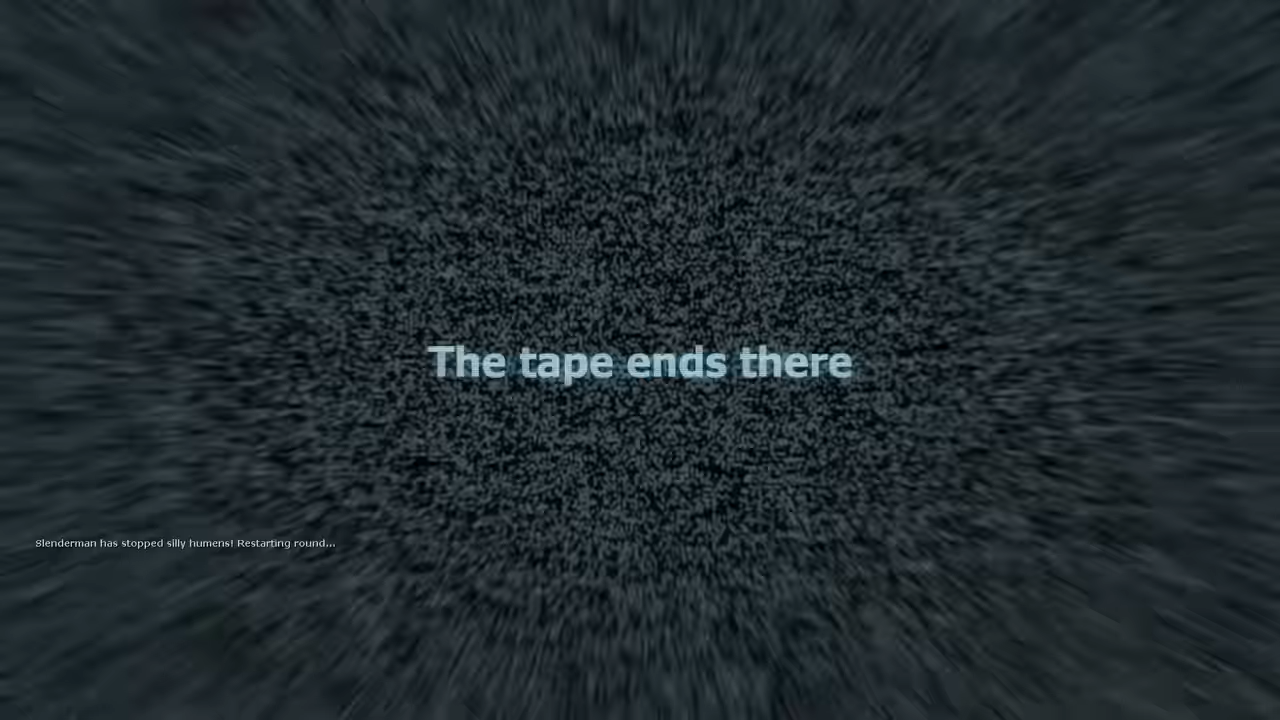 The tape ends there
Slenderman has stopped silly humens! Restarting round...